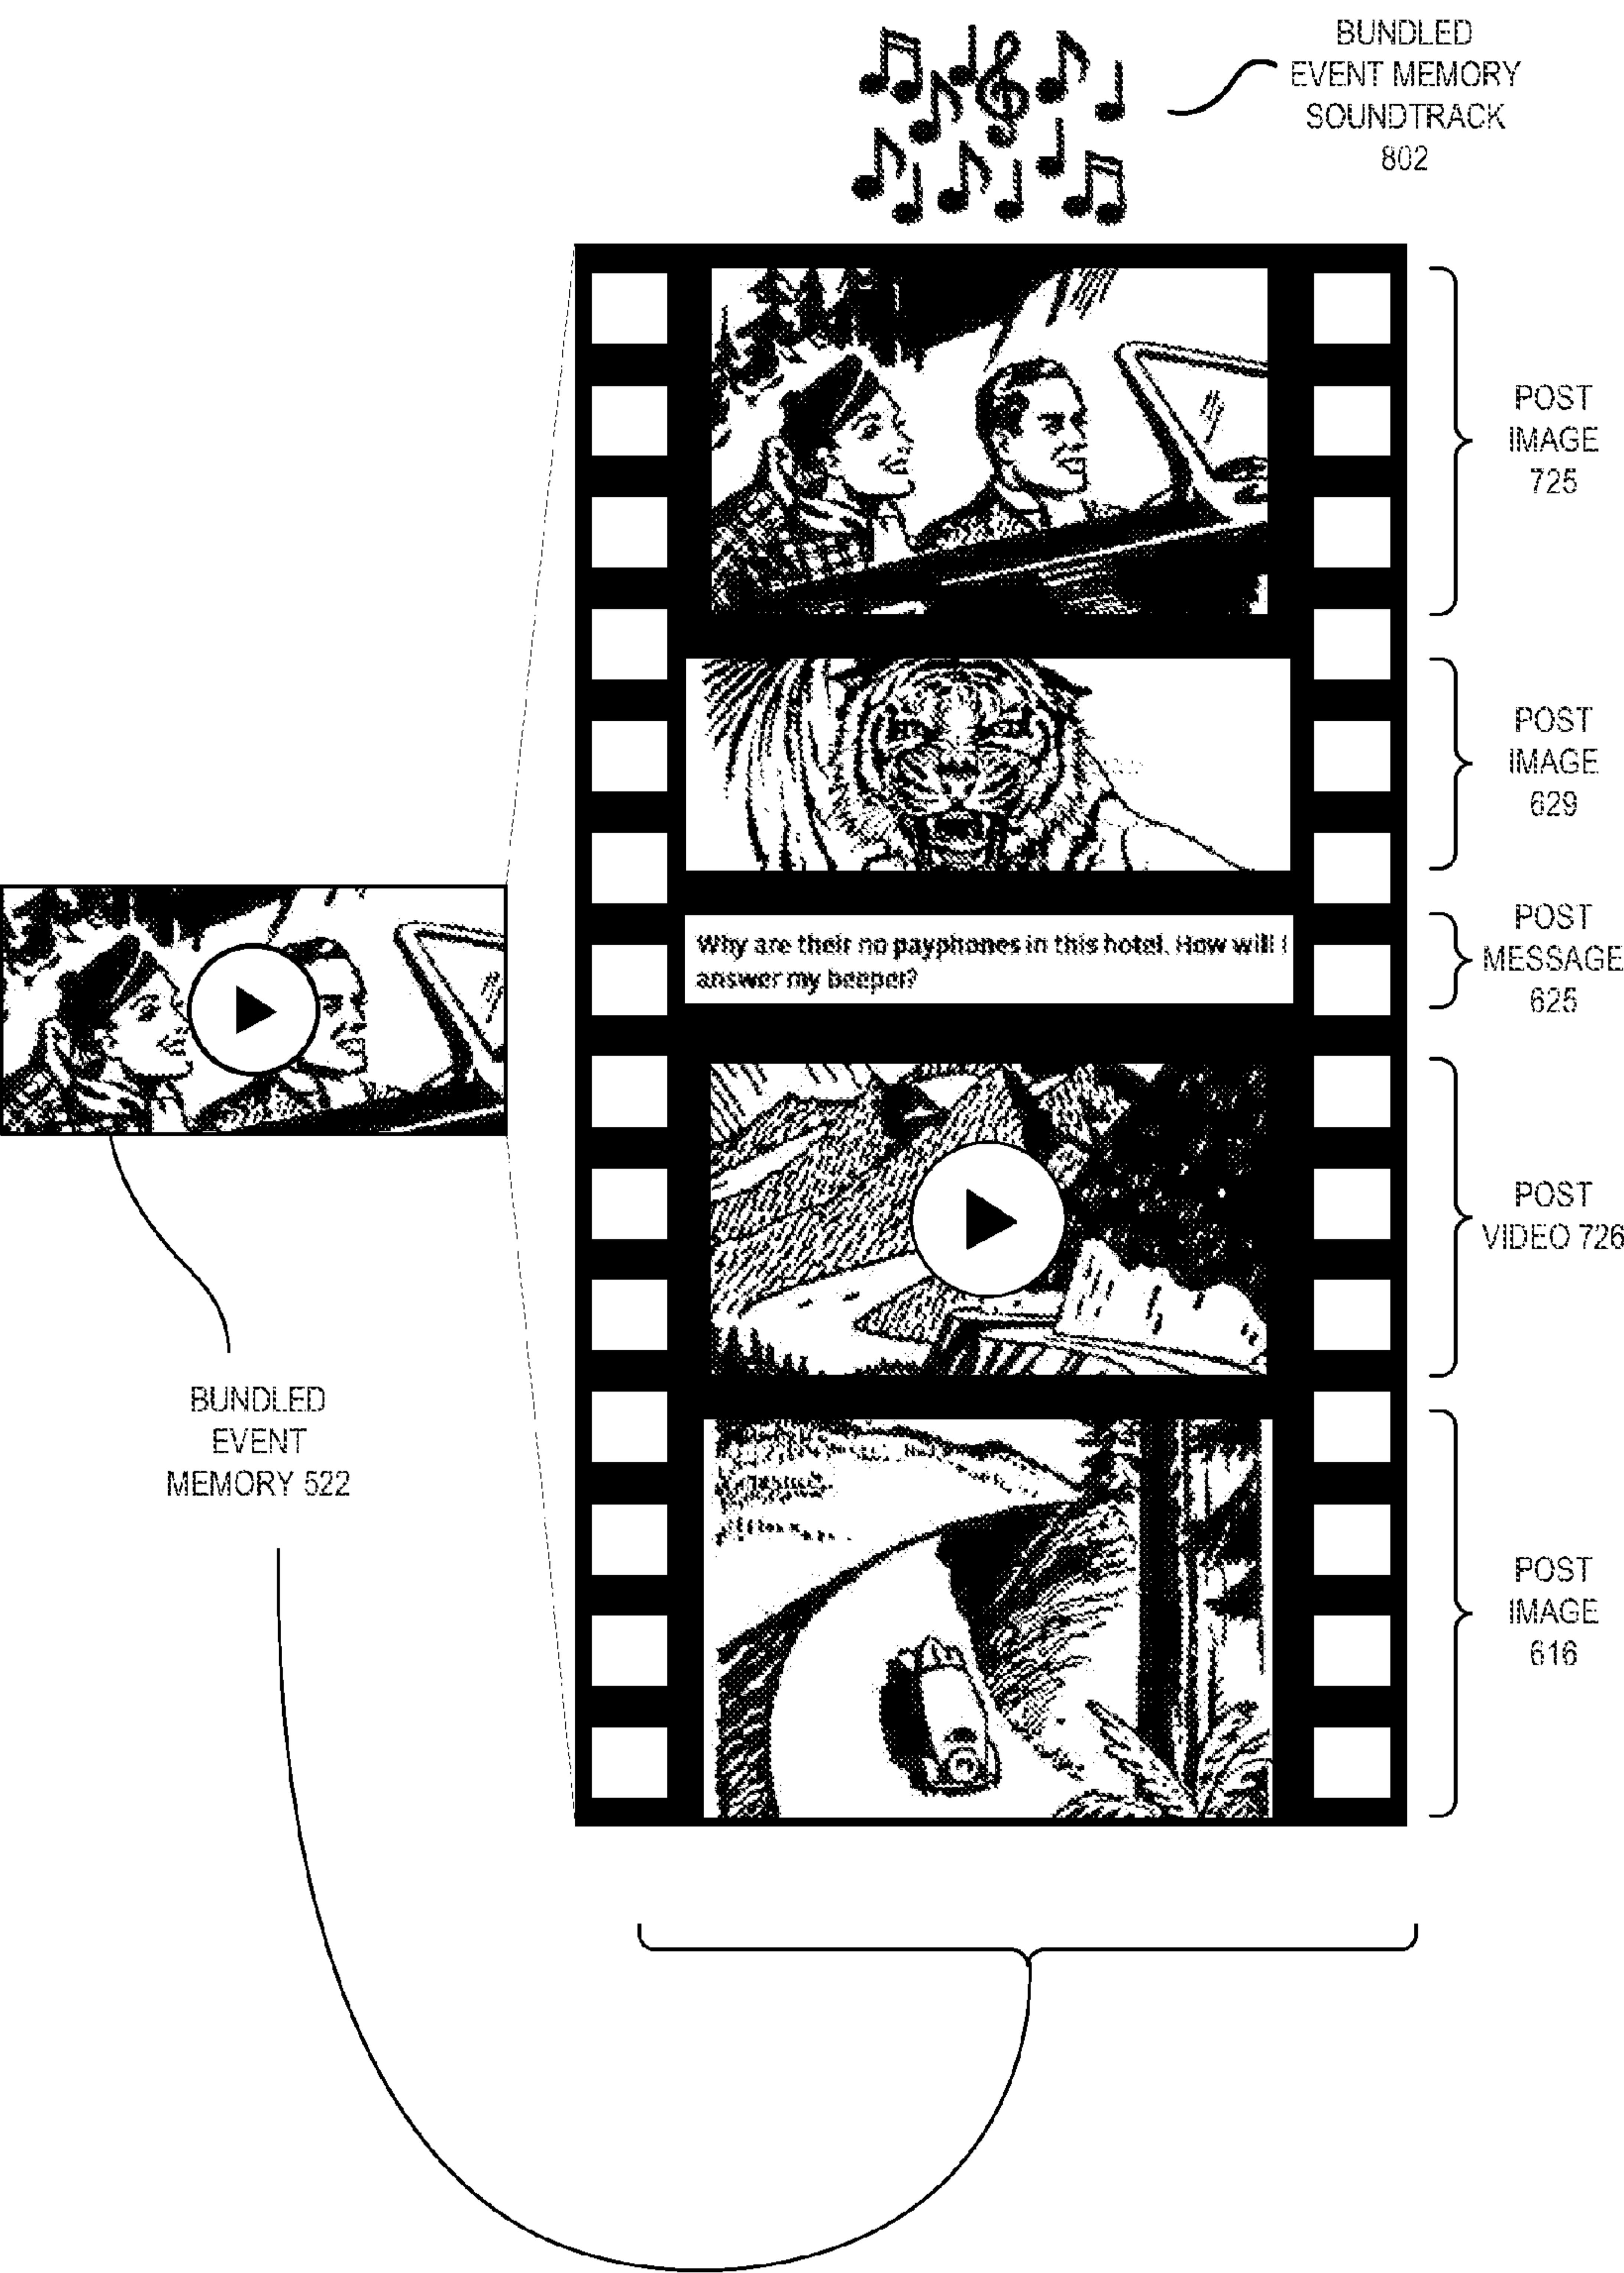 BUNDLED
EVENT MEMORY
SOUNDTRACK
802
POST
IMAGE
725
POST
IMAGE
629
POST
MESSAGE
625
Why are their no payphones in this hotel. How will I
answer my beeper?
POST
VIDEO 726
BUNDLED
EVENT
MEMORY 522
POST
IMAGE
616